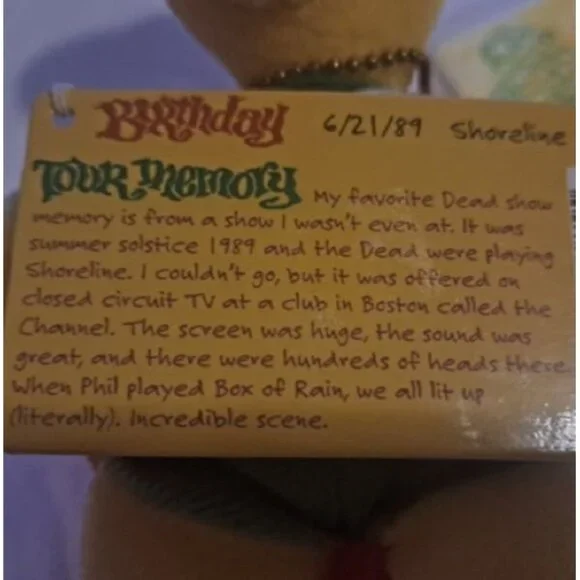 Birthday 6/21/89 Shoreline
Tour Memory My favorite Dead show
memory is from a show I wasn't even at. It was
summer solstice 1989 and the Dead were playing
Shoreline. I couldn't go, but it was offered on
closed circuit TV at a club in Boston called the
Channel. The screen was huge, the sound was
great, and there were hundreds of heads there.
When Phil played Box of Rain, we all lit up
(literally). Incredible scene.